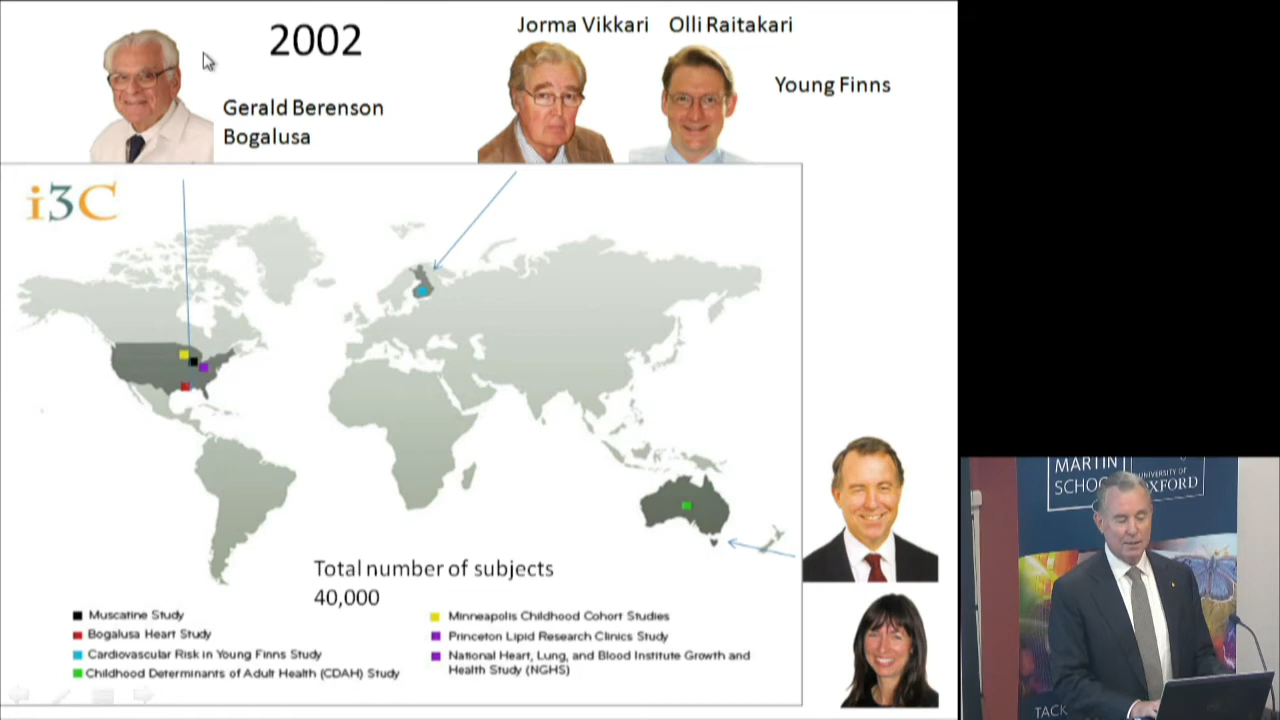 2002
Jorma Vikkari Olli Raitakari
Young Finns
Gerald Berenson
Bogalusa
i3C
Total number of subjects
40,000
Muscatine Study
Bogalusa Heart Study
Cardiovascular Risk in Young Finns Study
Childhood Determinants of Adult Health (CDAH) Study
Minneapolis Childhood Cohort Studies
Princeton Lipid Research Clinics Study
National Heart, Lung, and Blood Institute Growth and
Health Study (NGHS)
MARTIN
SCHOO
UNIVERSITY OF
OXFORD
TACK